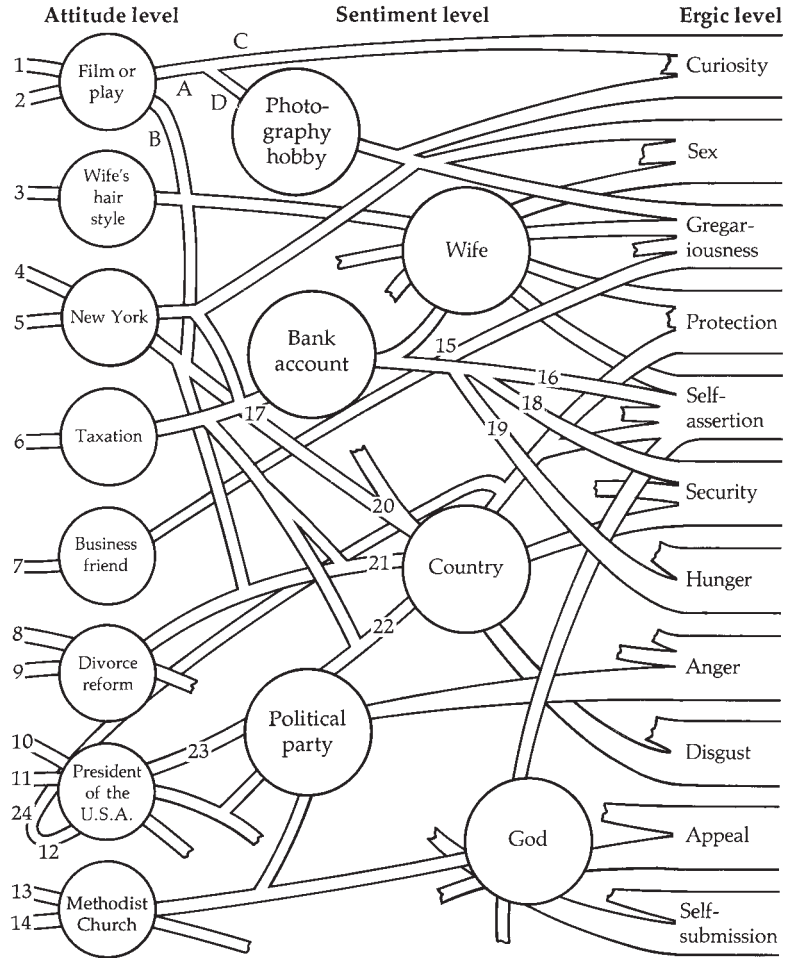 Attitude level
Sentiment level
Ergic level
C
1
Film or
play
A
2
D
B
Photo-
graphy
hobby
Curiosity
Sex
3
Wife's
hair
style
Wife
Gregar-
iousness
4
5
New York
Bank
account
15
Protection
16
17
18
19
Self-
assertion
6
Taxation
20
Security
7
Business
friend
21
Country
Hunger
22
8
9
Divorce
reform
Anger
Political
party
10
11
President
of the
U.S.A.
23
Disgust
24
12
God
Appeal
13
14
Methodist
Church
Self-
submission